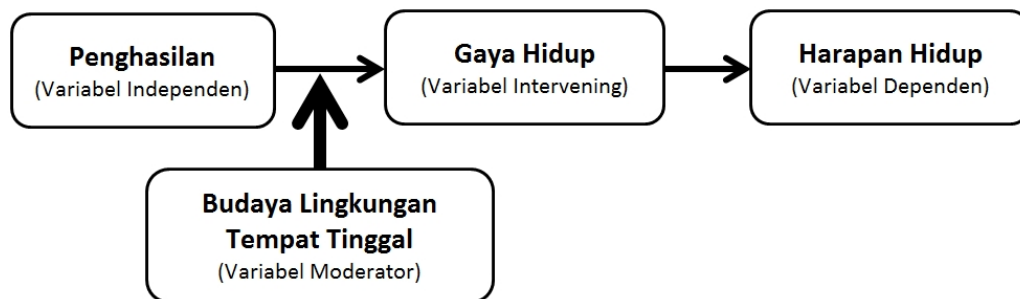 Penghasilan
(Variabel Independen)
Gaya Hidup
(Variabel Intervening)
Harapan Hidup
(Variabel Dependen)
Budaya Lingkungan
Tempat Tinggal
(Variabel Moderator)